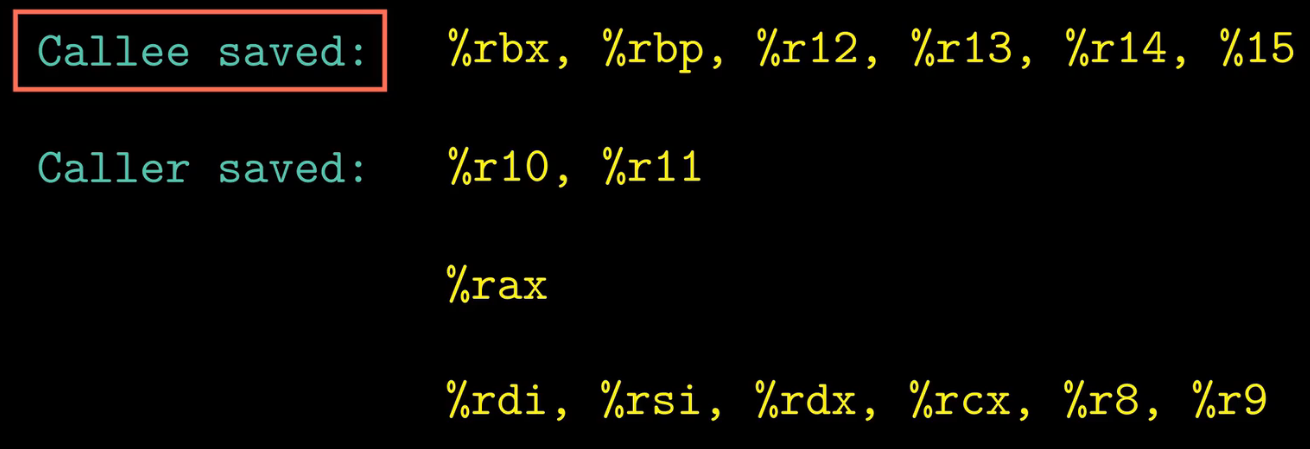 Callee saved: %rbx, %rbp, %r12, %r13, %r14, %15
Caller saved: %r10, %r11
%rax
%rdi, %rsi, %rdx, %rcx, %r8, %r9